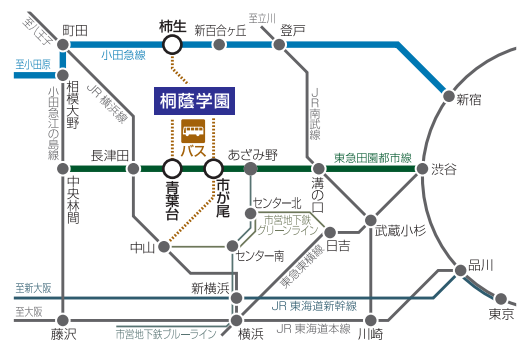 至八王子
町田
柿生
新百合ヶ丘
至立川
登戸
小田急線
至小田原
相模大野
JR横浜線
桐蔭学園
JR南武線
新宿
小田急江の島線
バス
長津田
あざみ野
東急田園都市線
渋谷
中央林間
青葉台
市が尾
溝の口
センター北
市営地下鉄
グリーンライン
武蔵小杉
中山
センター南
日吉
東急東横線
品川
至新大阪
新横浜
JR 東海道新幹線
東京
至大阪
藤沢
市営地下鉄ブルーライン
横浜
JR 東海道本線
川崎